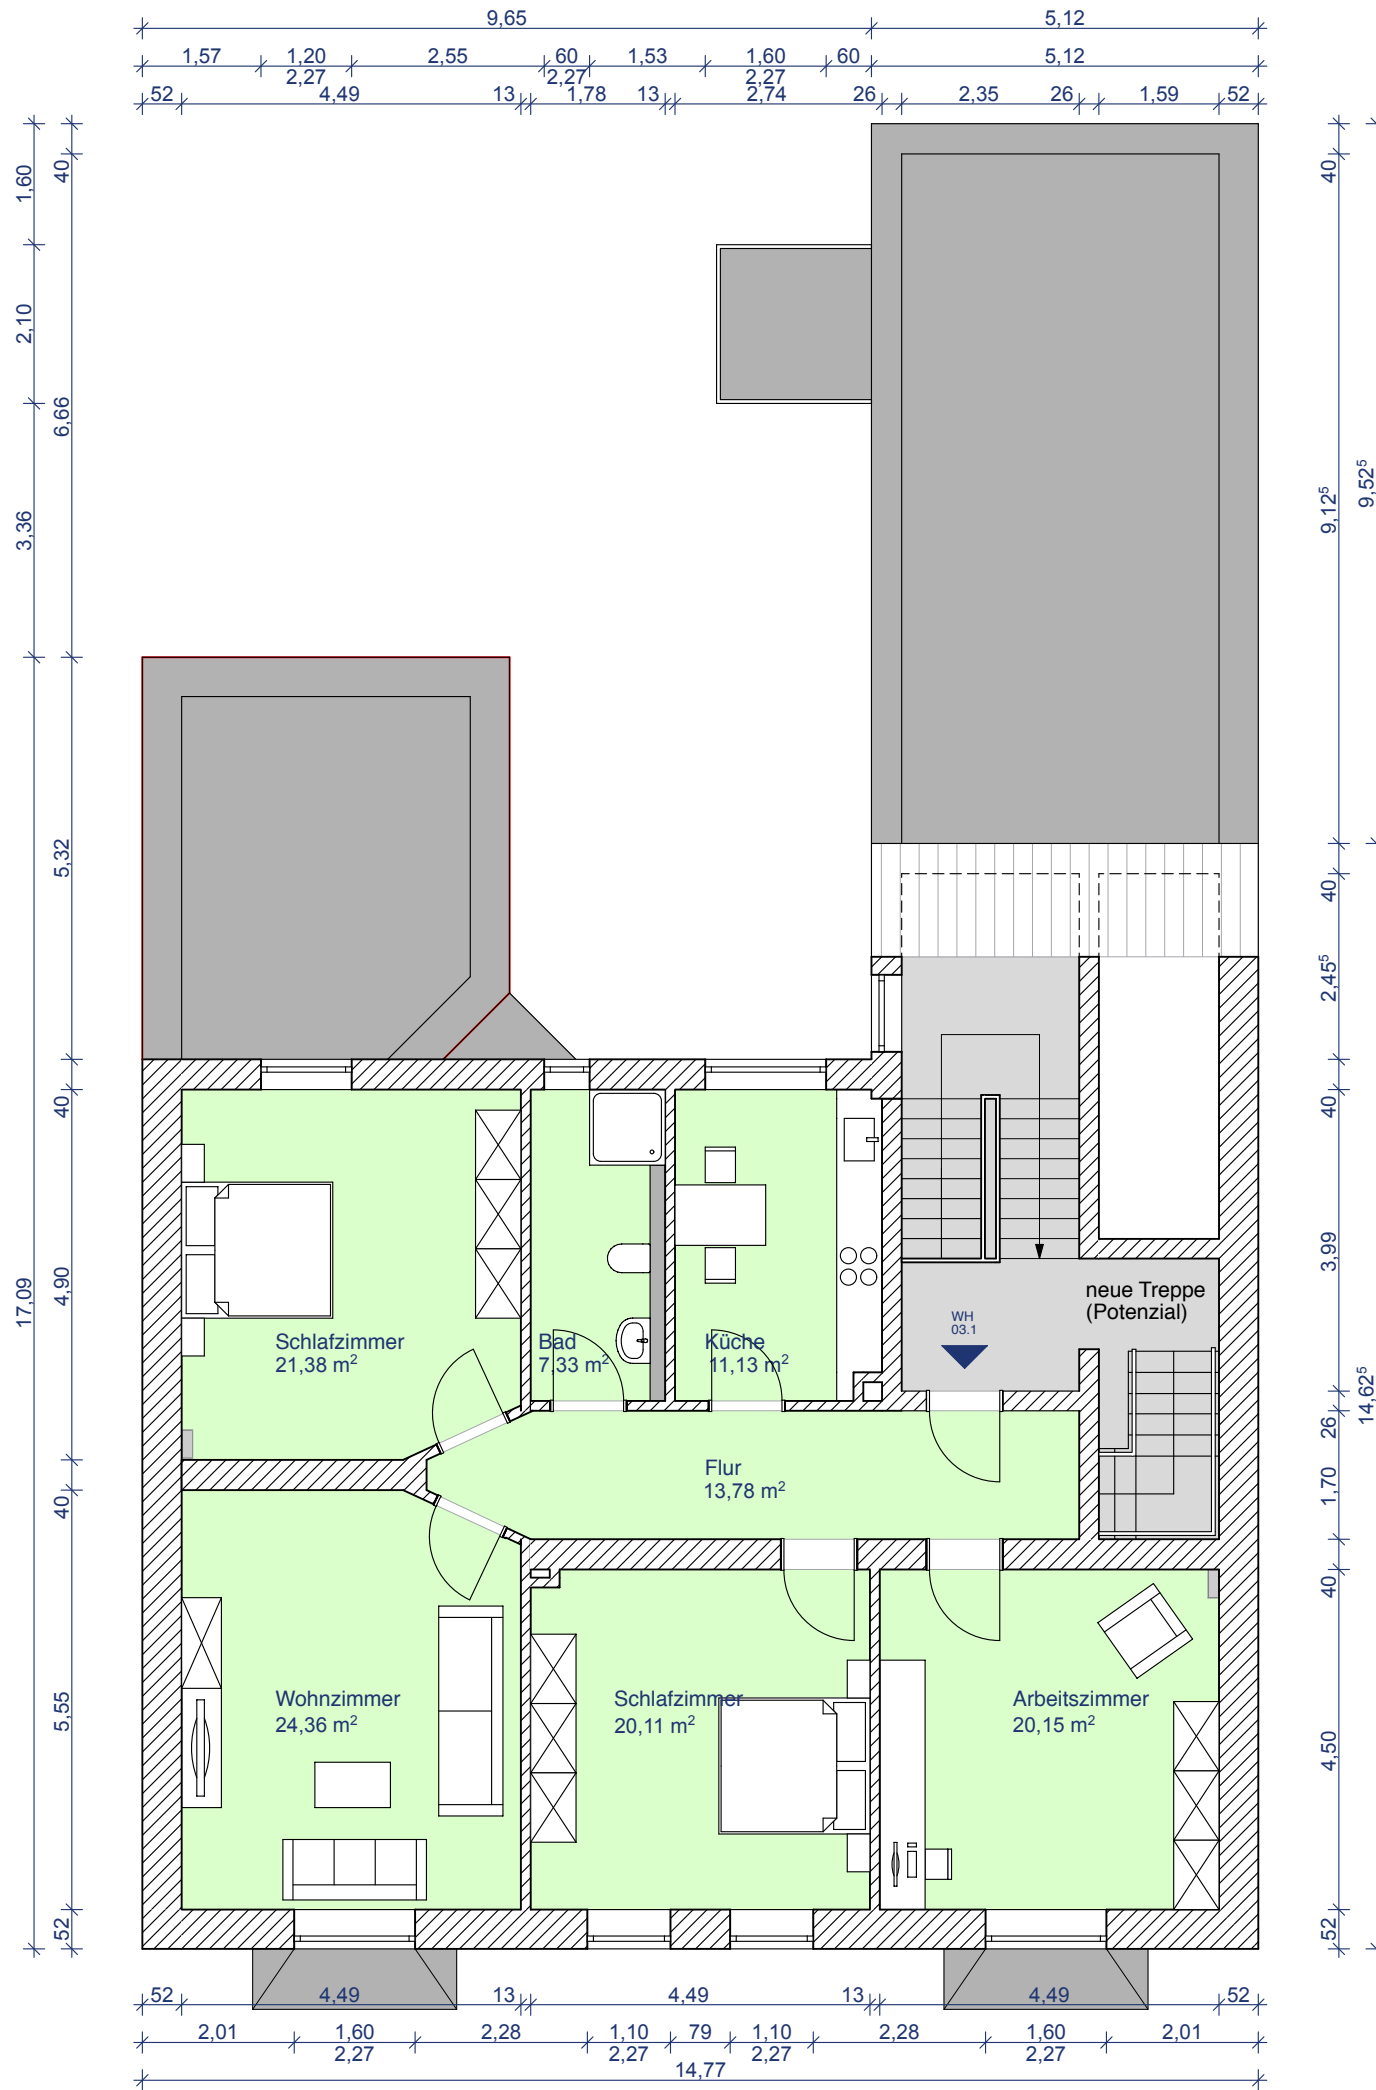 9,65 5,12
1,57 1,20 2,55 60 1,53 1,60 60 5,12
2,27 2,27 2,27
52 4,49 13 1,78 13 2,74 26 2,35 26 1,59 52
1,60
2,10
3,36
17,09
40
6,66
5,32
40
4,90
40
5,55
52
40
9,12⁵
40
2,45⁵
40
3,99
26
1,70
40
4,50
52
9,52⁵
14,62⁵
neue Treppe
(Potenzial)
WH
03.1
Schlafzimmer
21,38 m²
Bad
7,33 m²
Küche
11,13 m²
Flur
13,78 m²
Wohnzimmer
24,36 m²
Schlafzimmer
20,11 m²
Arbeitszimmer
20,15 m²
52 4,49 13 4,49 13 4,49 52
2,01 1,60 2,28 1,10 79 1,10 2,28 1,60 2,01
2,27 2,27 2,27 2,27
14,77